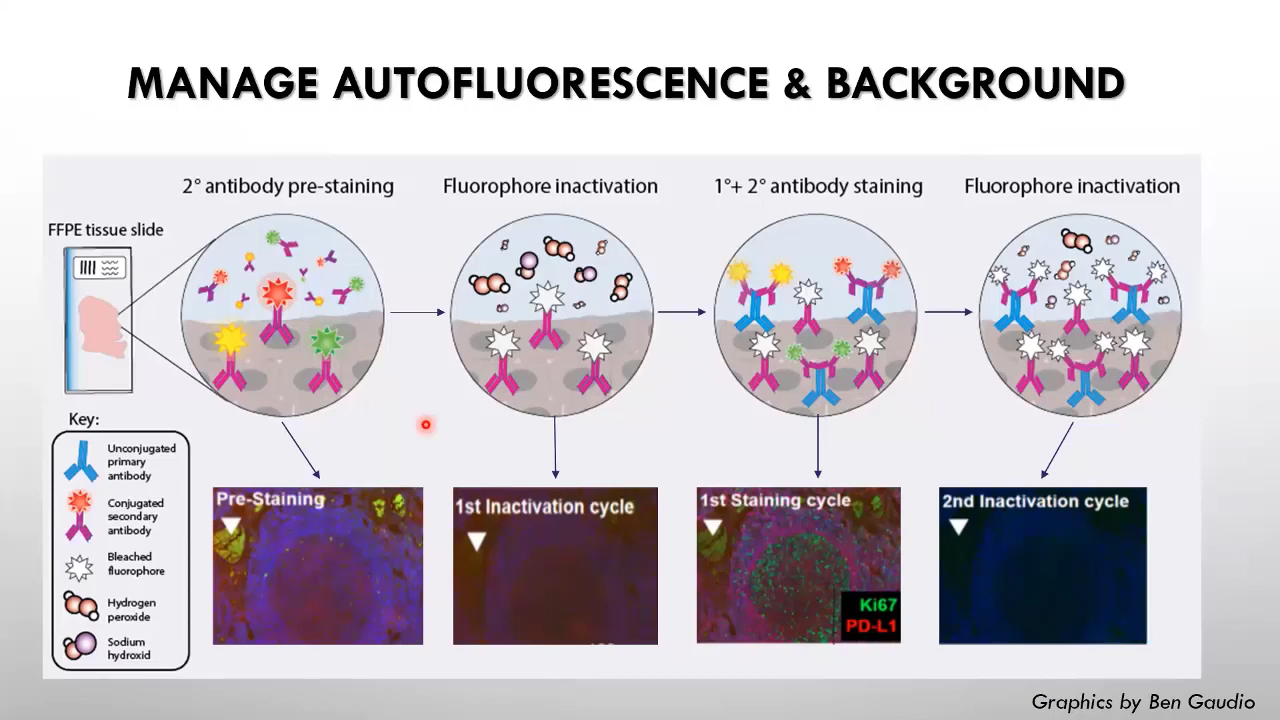 MANAGE AUTOFLUORESCENCE & BACKGROUND
2° antibody pre-staining
Fluorophore inactivation
1°+ 2° antibody staining
Fluorophore inactivation
FFPE tissue slide
Key:
Unconjugated
primary
antibody
Conjugated
secondary
antibody
Bleached
fluorophore
Hydrogen
peroxide
Sodium
hydroxid
Pre-Staining
1st Inactivation cycle
1st Staining cycle
Ki67
PD-L1
2nd Inactivation cycle
Graphics by Ben Gaudio